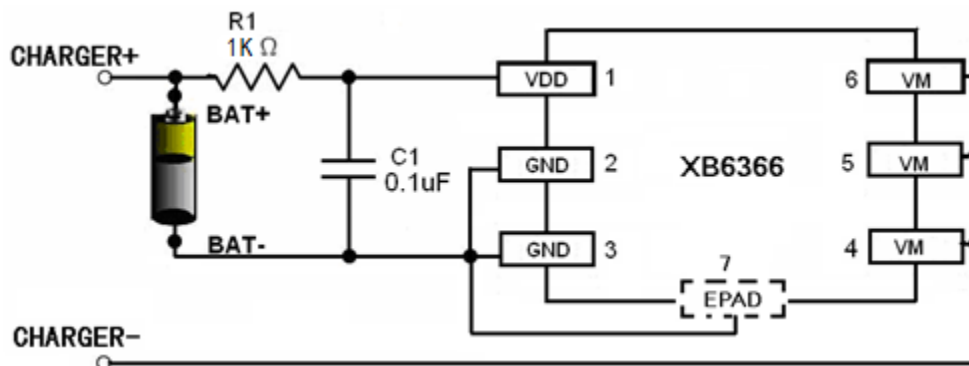 R1
1K Ω
CHARGER+
VDD 1
6 VM
BAT+
C1
0.1uF
GND 2
XB6366
5 VM
BAT-
GND 3
4 VM
7
EPAD
CHARGER-